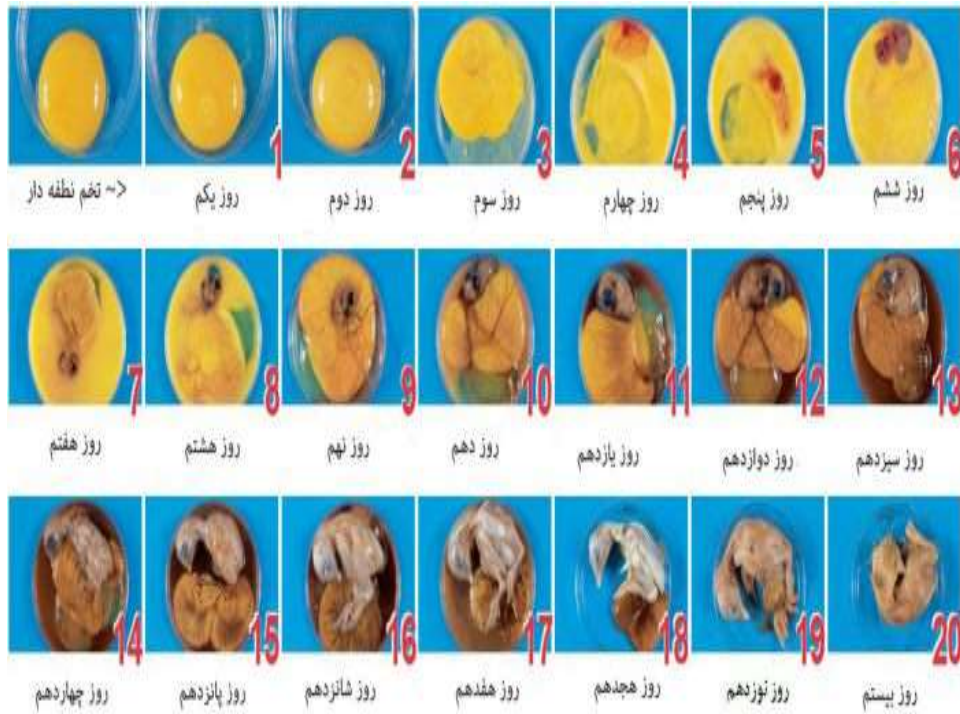 1 2 3 4 5 6
<~ تخم نطفه دار روز یکم روز دوم روز سوم روز چهارم روز پنجم روز ششم
7 8 9 10 11 12 13
روز هفتم روز هشتم روز نهم روز دهم روز یازدهم روز دوازدهم روز سیزدهم
14 15 16 17 18 19 20
روز چهاردهم روز پانزدهم روز شانزدهم روز هفدهم روز هجدهم روز نوزدهم روز بیستم